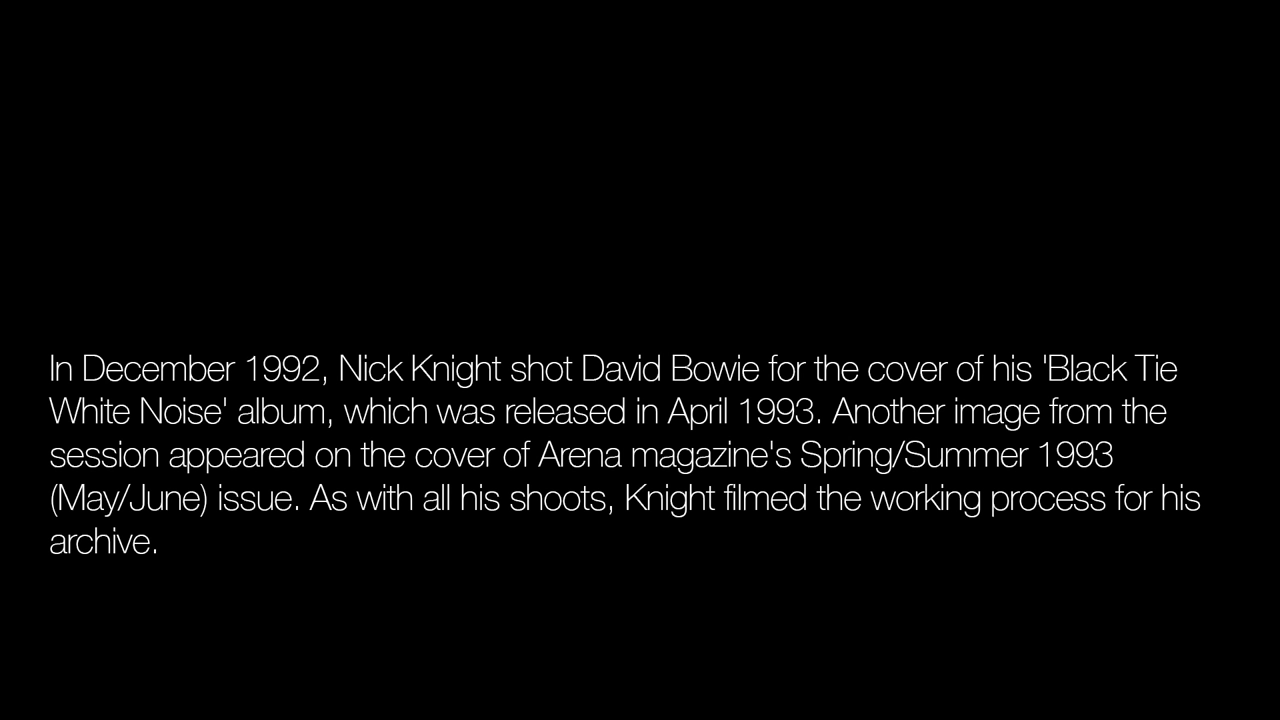 In December 1992, Nick Knight shot David Bowie for the cover of his 'Black Tie
White Noise' album, which was released in April 1993. Another image from the
session appeared on the cover of Arena magazine's Spring/Summer 1993
(May/June) issue. As with all his shoots, Knight filmed the working process for his
archive.